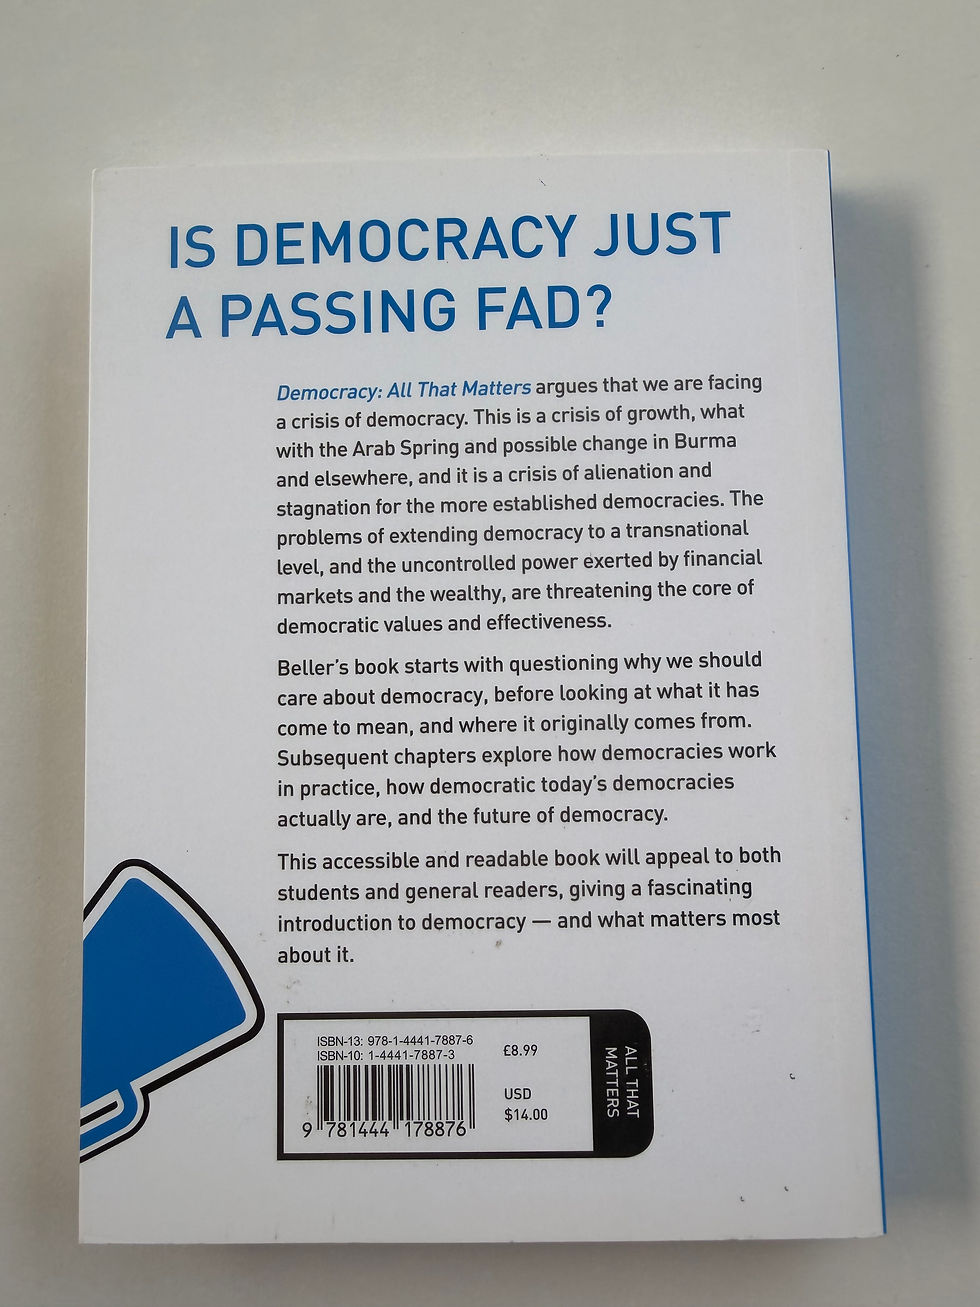 IS DEMOCRACY JUST
A PASSING FAD?
Democracy: All That Matters argues that we are facing
a crisis of democracy. This is a crisis of growth, what
with the Arab Spring and possible change in Burma
and elsewhere, and it is a crisis of alienation and
stagnation for the more established democracies. The
problems of extending democracy to a transnational
level, and the uncontrolled power exerted by financial
markets and the wealthy, are threatening the core of
democratic values and effectiveness.
Beller's book starts with questioning why we should
care about democracy, before looking at what it has
come to mean, and where it originally comes from.
Subsequent chapters explore how democracies work
in practice, how democratic today's democracies
actually are, and the future of democracy.
This accessible and readable book will appeal to both
students and general readers, giving a fascinating
introduction to democracy — and what matters most
about it.
ISBN-13: 978-1-4441-7887-6
ISBN-10: 1-4441-7887-3
9 781444 178876
£8.99
USD
$14.00
ALL THAT
MATTERS